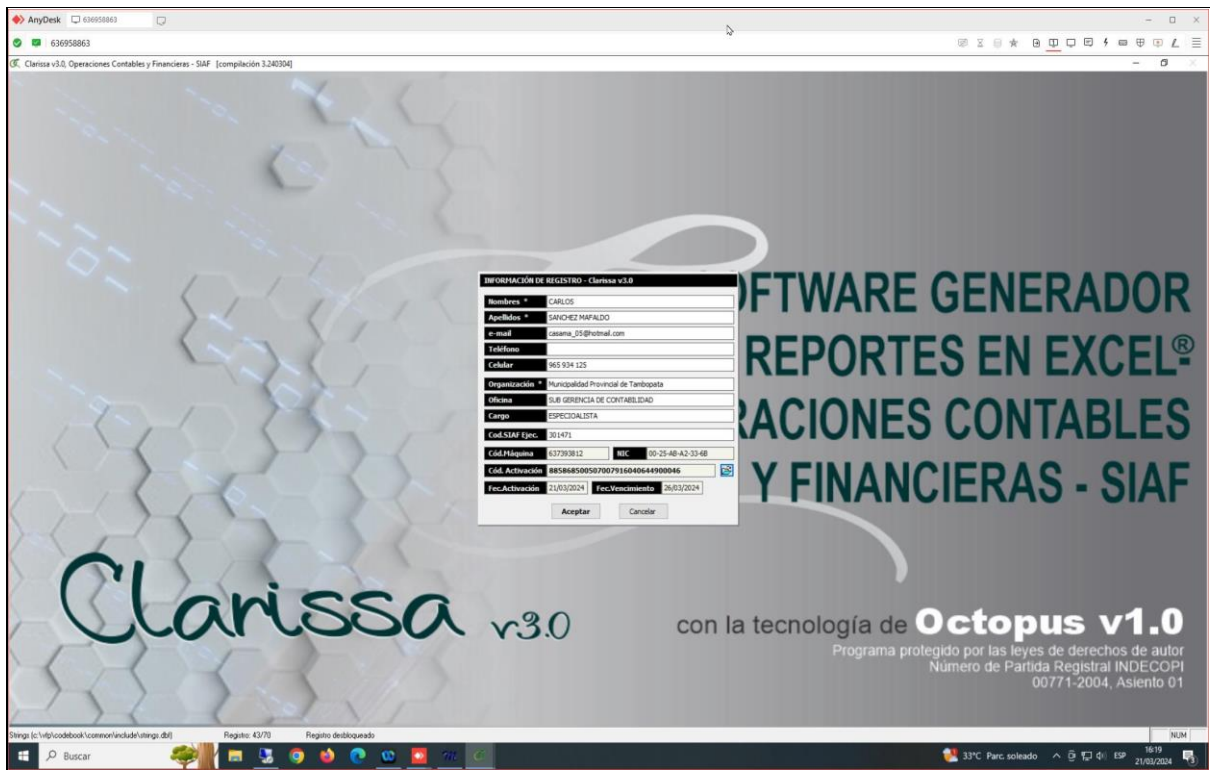 AnyDesk 636958863
636958863
Clarissa v3.0, Operaciones Contables y Financieras - SIAF [compilación 3.240304]
INFORMACIÓN DE REGISTRO - Clarissa v3.0
Nombres * CARLOS
Apellidos * SANCHEZ MAFALDO
e-mail casama_05@hotmail.com
Teléfono
Celular 965 934 125
Organización * Municipalidad Provincial de Tambopata
Oficina SUB GERENCIA DE CONTABILIDAD
Cargo ESPECIOALISTA
Cod.SIAF Ejec. 301471
Cód.Máquina 637393812 NIC 00-25-AB-A2-33-6B
Cód. Activación 885868500507007916040644900046
Fec.Activación 21/03/2024 Fec.Vencimiento 26/03/2024
Aceptar Cancelar
OFTWARE GENERADOR
REPORTES EN EXCEL®
RACIONES CONTABLES
Y FINANCIERAS - SIAF
Clarissa v3.0
con la tecnología de Octopus v1.0
Programa protegido por las leyes de derechos de autor
Número de Partida Registral INDECOPI
00771-2004, Asiento 01
Strings (c:\vfp\codebook\common\include\strings.dbf) Registro: 43/70 Registro desbloqueado NUM
Buscar 33°C Parc. soleado ESP 16:19
21/03/2024